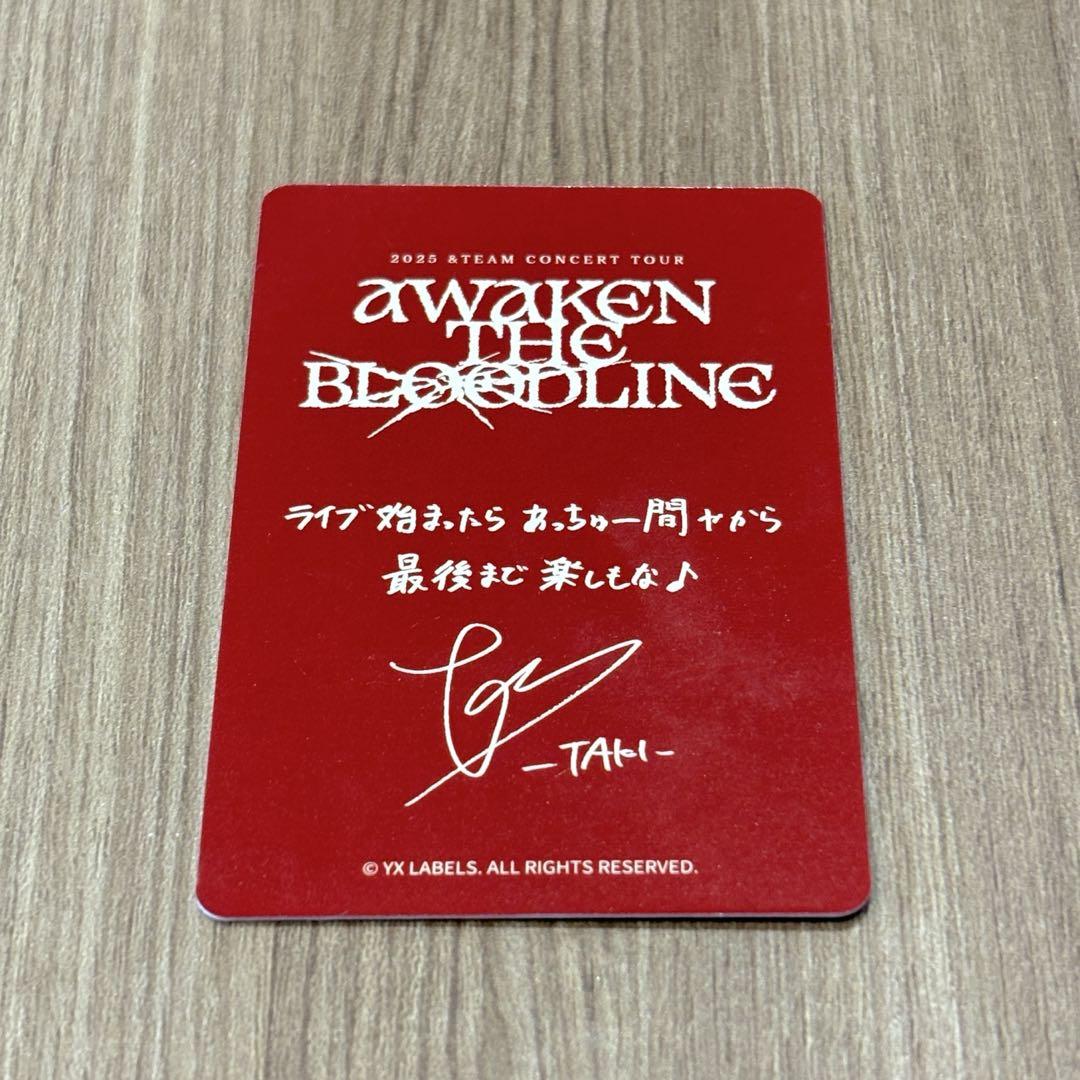 2025 &TEAM CONCERT TOUR
AWAKEN
THE
BLOODLINE
ライブ始まったら あっちゅー間ヤから
最後まで 楽しもな♪
-TAKI-
© YX LABELS. ALL RIGHTS RESERVED.